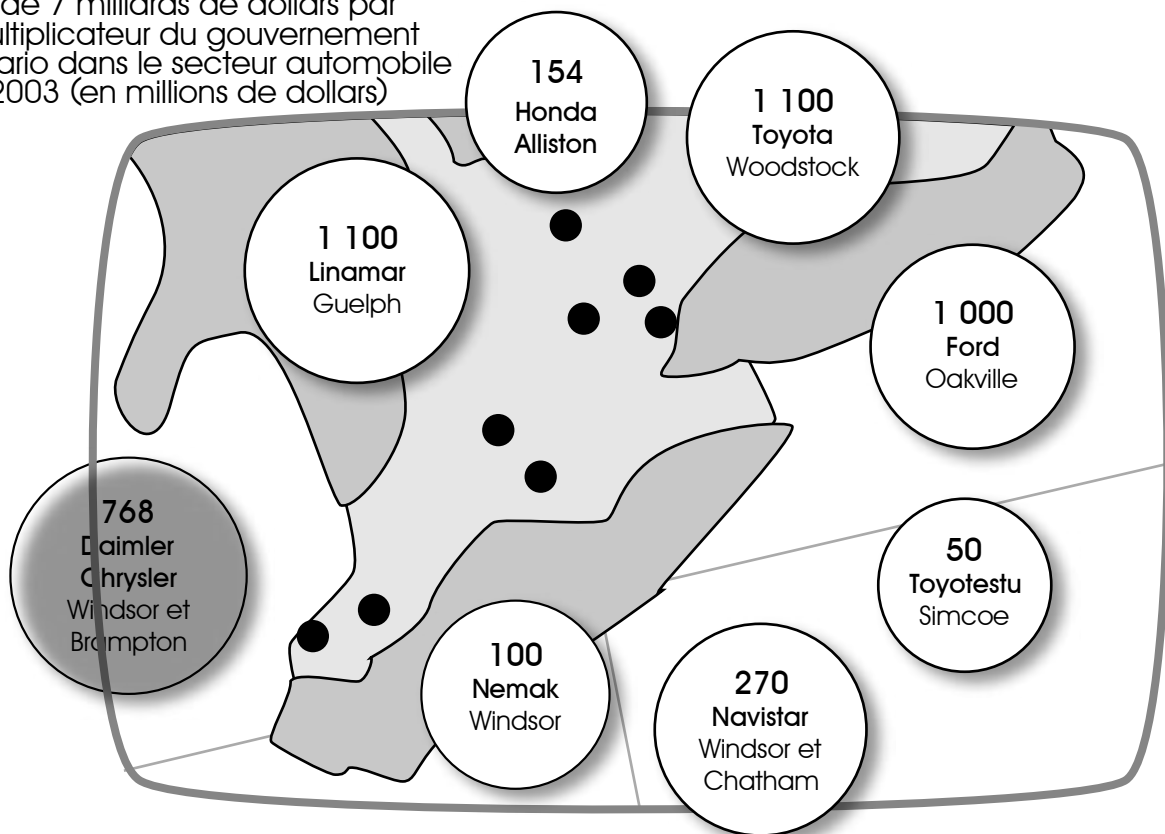 de 7 milliards de dollars par
ultiplicateur du gouvernement
ario dans le secteur automobile
2003 (en millions de dollars)
154
Honda
Alliston
1 100
Toyota
Woodstock
1 100
Linamar
Guelph
1 000
Ford
Oakville
768
Daimler
Chrysler
Windsor et
Brampton
50
Toyotestu
Simcoe
100
Nemak
Windsor
270
Navistar
Windsor et
Chatham